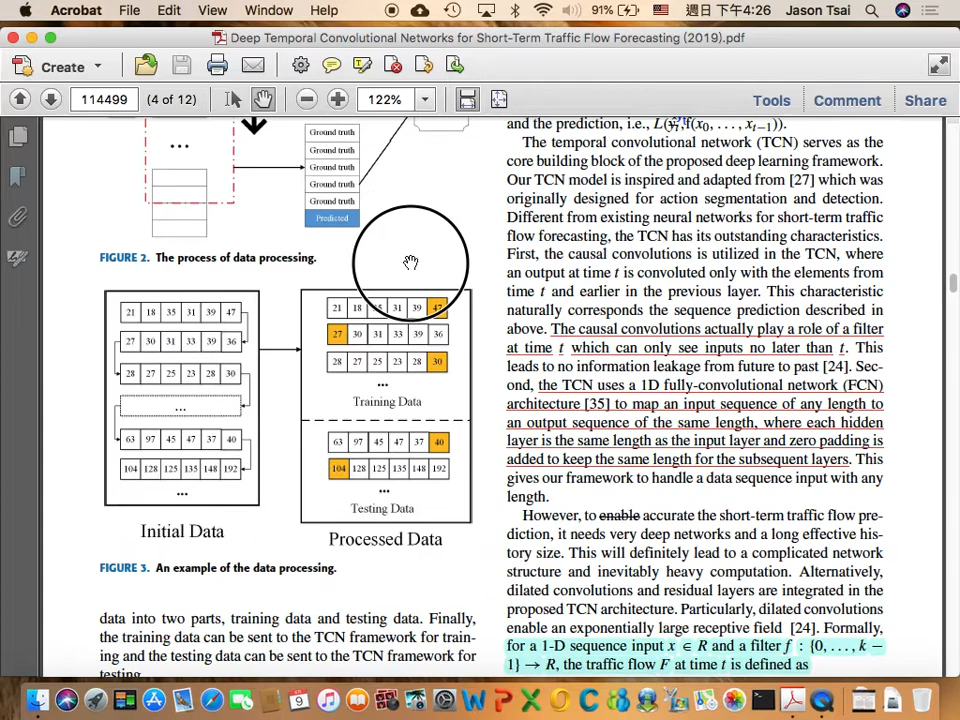 Acrobat File Edit View Window Help 91% 週日 下午4:26 Jason Tsai
Deep Temporal Convolutional Networks for Short-Term Traffic Flow Forecasting (2019).pdf
Create
114499 (4 of 12) 122% Tools Comment Share
...
Ground truth
Ground truth
Ground truth
Ground truth
Ground truth
Predicted
FIGURE 2. The process of data processing.
21 18 35 31 39 47
27 30 31 33 39 36
28 27 25 23 28 30
...
63 97 45 47 37 40
104 128 125 135 148 192
...
Initial Data
21 18 35 31 39 47
27 30 31 33 39 36
28 27 25 23 28 30
...
Training Data
63 97 45 47 37 40
104 128 125 135 148 192
...
Testing Data
Processed Data
FIGURE 3. An example of the data processing.
data into two parts, training data and testing data. Finally,
the training data can be sent to the TCN framework for train-
ing and the testing data can be sent to the TCN framework for
testing.
and the prediction, i.e.,
The temporal convolutional network (TCN) serves as the
core building block of the proposed deep learning framework.
Our TCN model is inspired and adapted from [27] which was
originally designed for action segmentation and detection.
Different from existing neural networks for short-term traffic
flow forecasting, the TCN has its outstanding characteristics.
First, the causal convolutions is utilized in the TCN, where
an output at time t is convoluted only with the elements from
time t and earlier in the previous layer. This characteristic
naturally corresponds the sequence prediction described in
above. The causal convolutions actually play a role of a filter
at time t which can only see inputs no later than t. This
leads to no information leakage from future to past [24]. Sec-
ond, the TCN uses a 1D fully-convolutional network (FCN)
architecture [35] to map an input sequence of any length to
an output sequence of the same length, where each hidden
layer is the same length as the input layer and zero padding is
added to keep the same length for the subsequent layers. This
gives our framework to handle a data sequence input with any
length.
However, to enable accurate the short-term traffic flow pre-
diction, it needs very deep networks and a long effective his-
tory size. This will definitely lead to a complicated network
structure and inevitably heavy computation. Alternatively,
dilated convolutions and residual layers are integrated in the
proposed TCN architecture. Particularly, dilated convolutions
enable an exponentially large receptive field [24]. Formally,
for a 1-D sequence input x ∈ R and a filter f : {0, . . . , k −
1} → R, the traffic flow F at time t is defined as